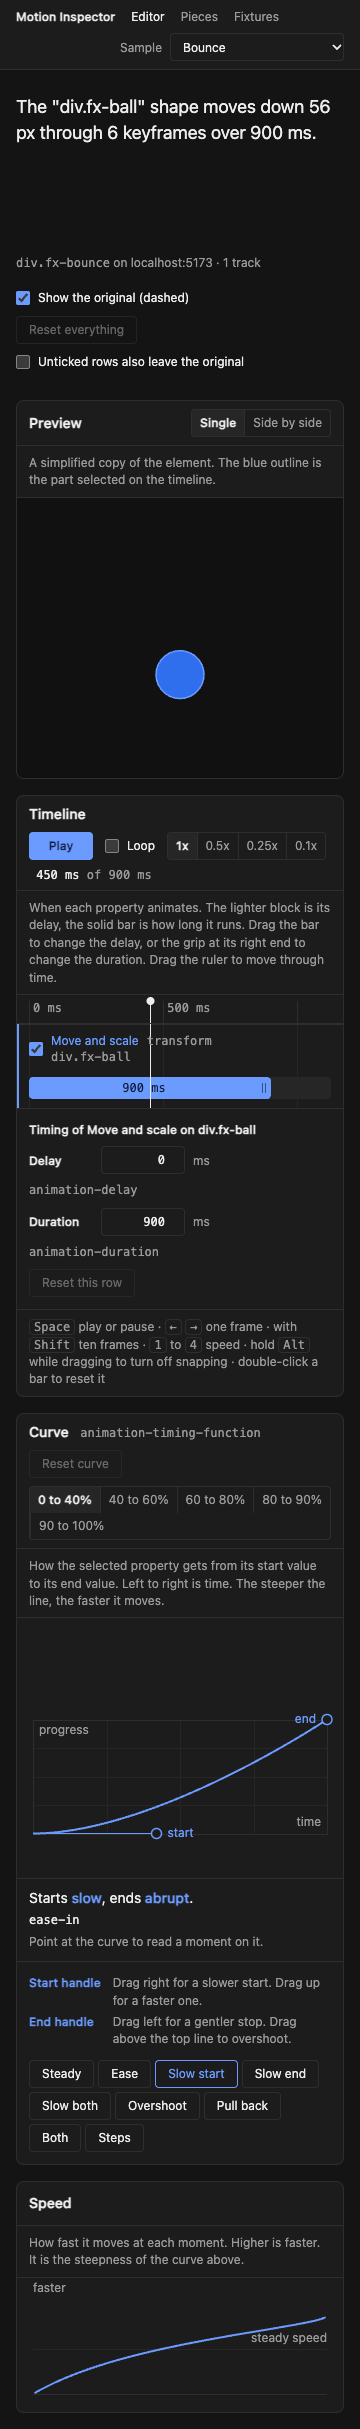 Motion Inspector Editor Pieces Fixtures
Sample Bounce
The "div.fx-ball" shape moves down 56
px through 6 keyframes over 900 ms.
div.fx-bounce on localhost:5173 · 1 track
Show the original (dashed)
Reset everything
Unticked rows also leave the original
Preview Single Side by side
A simplified copy of the element. The blue outline is
the part selected on the timeline.
Timeline
Play Loop 1x 0.5x 0.25x 0.1x
450 ms of 900 ms
When each property animates. The lighter block is its
delay, the solid bar is how long it runs. Drag the bar
to change the delay, or the grip at its right end to
change the duration. Drag the ruler to move through
time.
0 ms 500 ms
Move and scale transform
div.fx-ball
900 ms
Timing of Move and scale on div.fx-ball
Delay 0 ms
animation-delay
Duration 900 ms
animation-duration
Reset this row
Space play or pause · ← → one frame · with
Shift ten frames · 1 to 4 speed · hold Alt
while dragging to turn off snapping · double-click a
bar to reset it
Curve animation-timing-function
Reset curve
0 to 40% 40 to 60% 60 to 80% 80 to 90%
90 to 100%
How the selected property gets from its start value
to its end value. Left to right is time. The steeper the
line, the faster it moves.
end
progress
time
start
Starts slow, ends abrupt.
ease-in
Point at the curve to read a moment on it.
Start handle Drag right for a slower start. Drag up
for a faster one.
End handle Drag left for a gentler stop. Drag
above the top line to overshoot.
Steady Ease Slow start Slow end
Slow both Overshoot Pull back
Both Steps
Speed
How fast it moves at each moment. Higher is faster.
It is the steepness of the curve above.
faster
steady speed